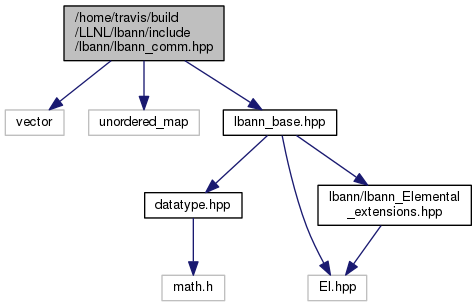 /home/travis/build
/LLNL/lbann/include
/lbann/lbann_comm.hpp
vector
unordered_map
lbann_base.hpp
datatype.hpp
lbann/lbann_Elemental
_extensions.hpp
math.h
El.hpp